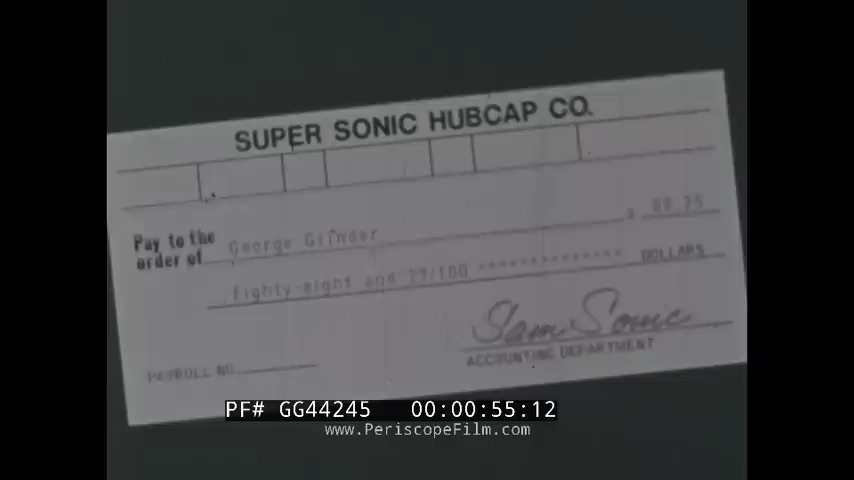 SUPER SONIC HUBCAP CO.
Pay to the order of George Grinder $ 88.75
Eighty-eight and 75/100 DOLLARS
Sam Sonic
ACCOUNTING DEPARTMENT
PAYROLL NO.
PF# GG44245 00:00:55:12
www.PeriscopeFilm.com